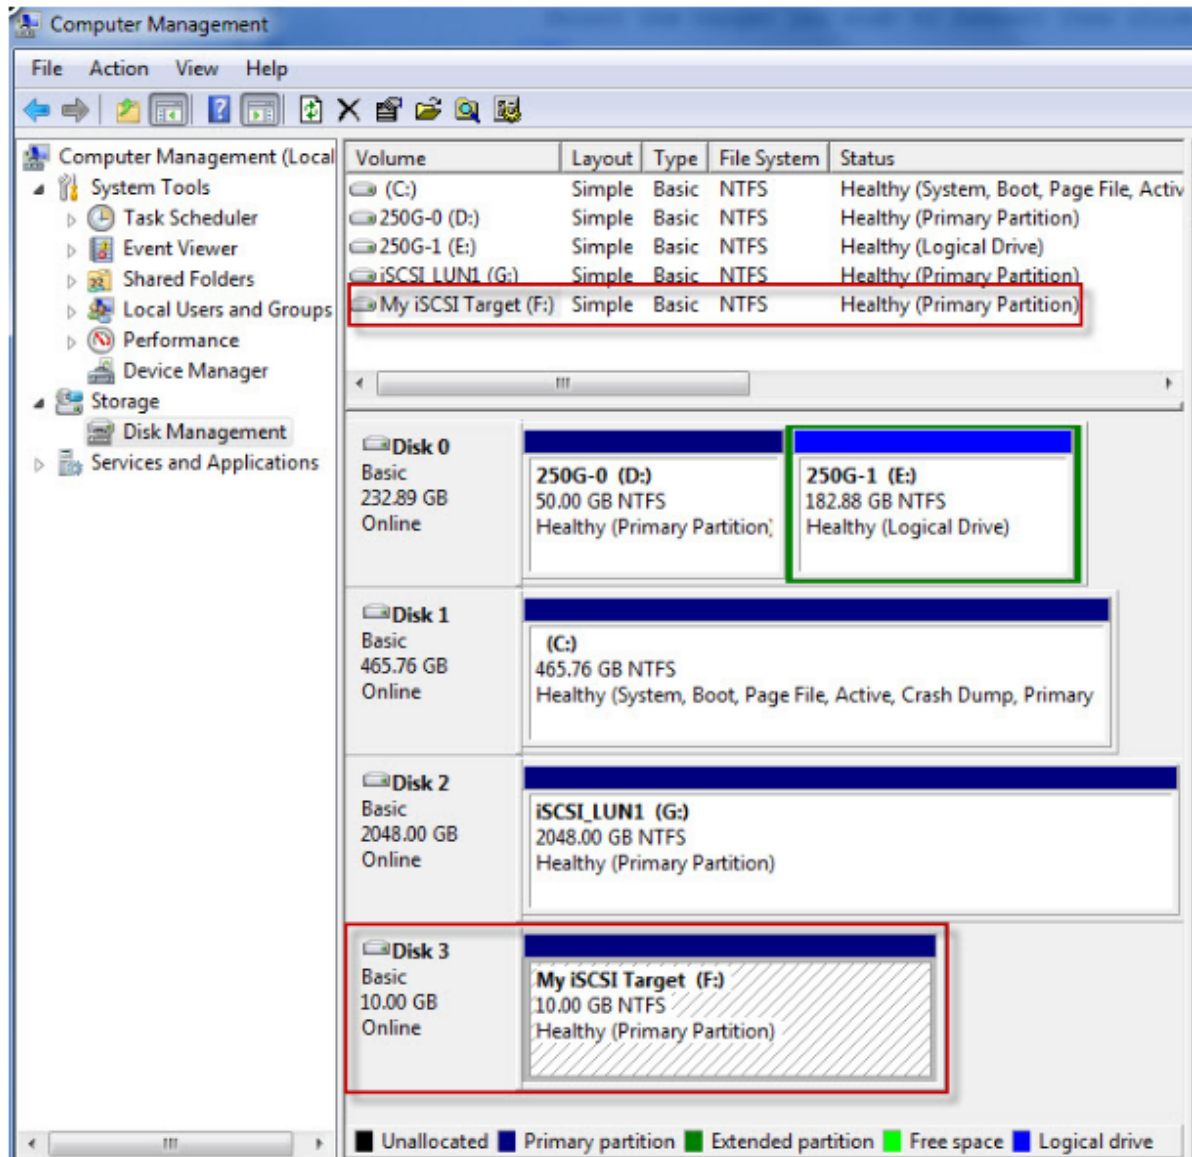 Computer Management
File Action View Help
Computer Management (Local
System Tools
Task Scheduler
Event Viewer
Shared Folders
Local Users and Groups
Performance
Device Manager
Storage
Disk Management
Services and Applications
Volume Layout Type File System Status
(C:) Simple Basic NTFS Healthy (System, Boot, Page File, Activ
250G-0 (D:) Simple Basic NTFS Healthy (Primary Partition)
250G-1 (E:) Simple Basic NTFS Healthy (Logical Drive)
iSCSI_LUN1 (G:) Simple Basic NTFS Healthy (Primary Partition)
My iSCSI Target (F:) Simple Basic NTFS Healthy (Primary Partition)
Disk 0
Basic
232.89 GB
Online
250G-0 (D:)
50.00 GB NTFS
Healthy (Primary Partition)
250G-1 (E:)
182.88 GB NTFS
Healthy (Logical Drive)
Disk 1
Basic
465.76 GB
Online
(C:)
465.76 GB NTFS
Healthy (System, Boot, Page File, Active, Crash Dump, Primary
Disk 2
Basic
2048.00 GB
Online
iSCSI_LUN1 (G:)
2048.00 GB NTFS
Healthy (Primary Partition)
Disk 3
Basic
10.00 GB
Online
My iSCSI Target (F:)
10.00 GB NTFS
Healthy (Primary Partition)
Unallocated Primary partition Extended partition Free space Logical drive